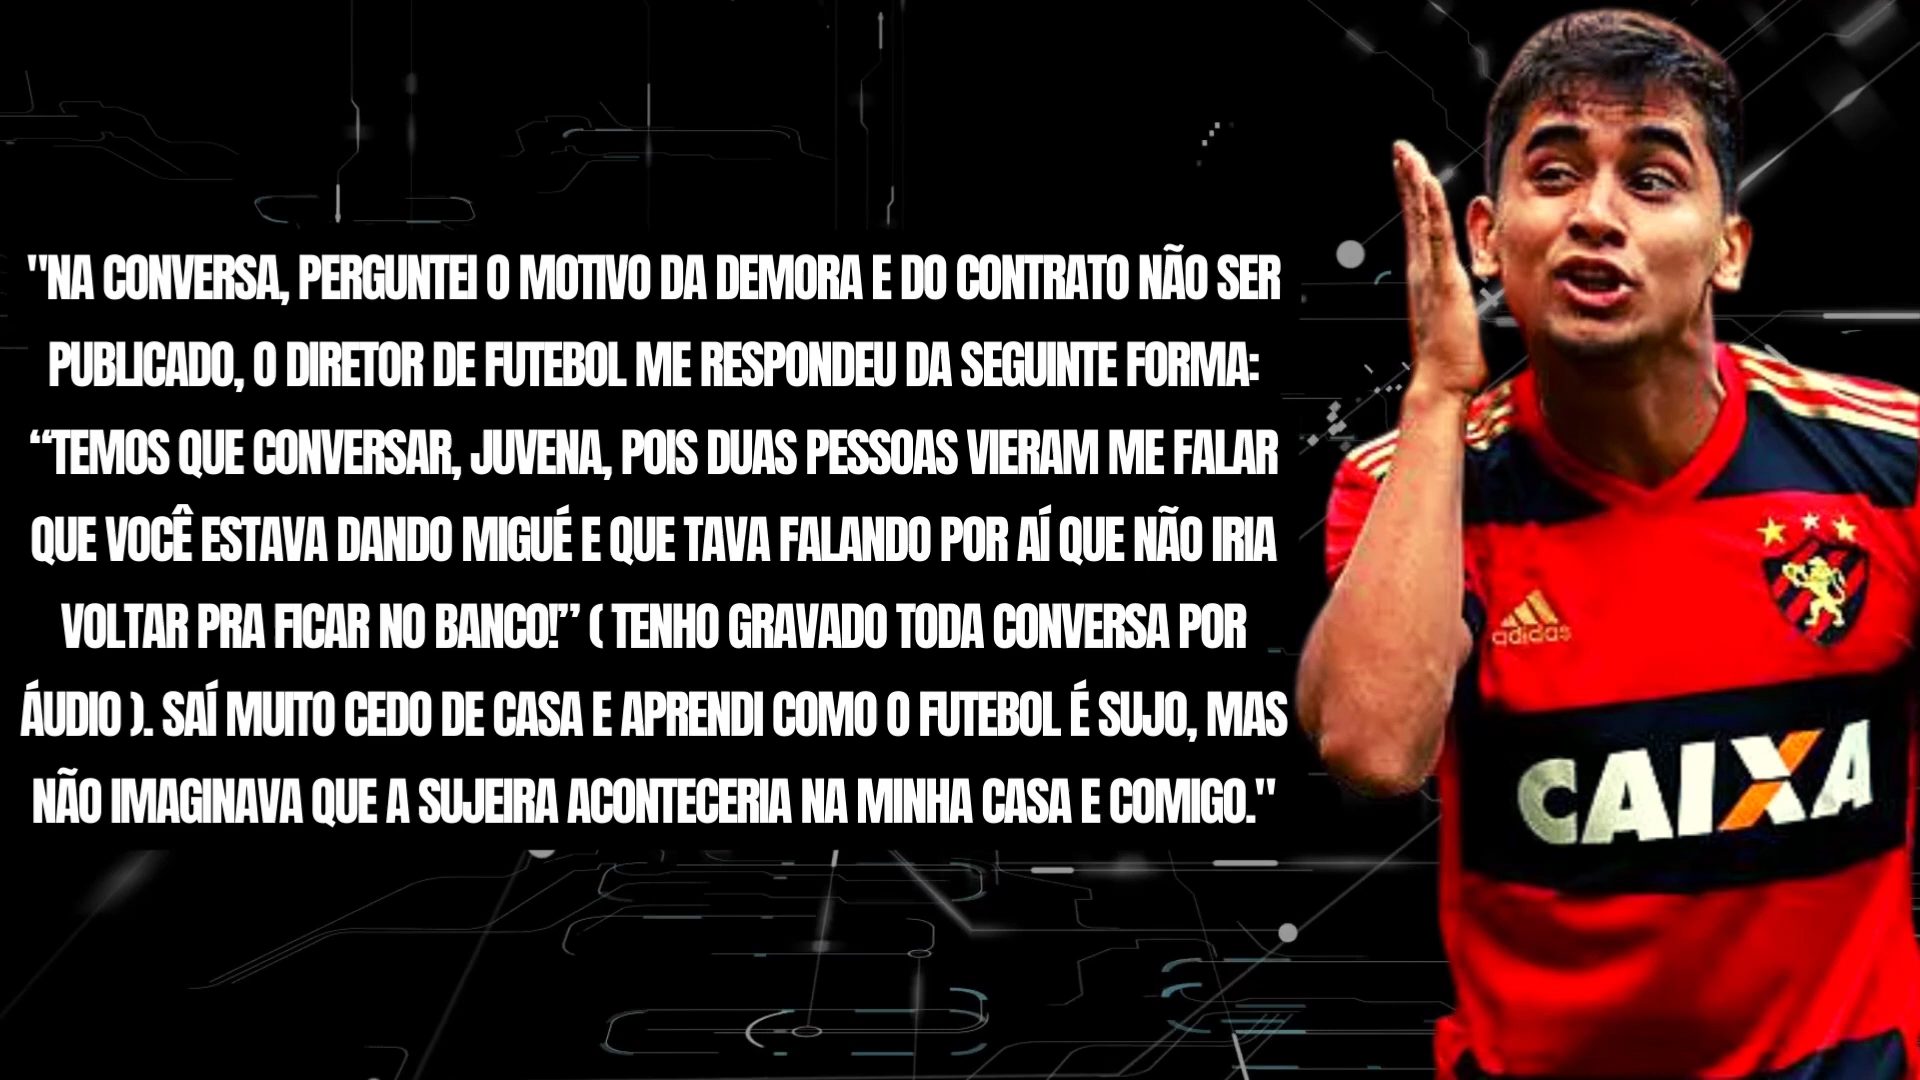 "NA CONVERSA, PERGUNTEI O MOTIVO DA DEMORA E DO CONTRATO NÃO SER
PUBLICADO, O DIRETOR DE FUTEBOL ME RESPONDEU DA SEGUINTE FORMA:
“TEMOS QUE CONVERSAR, JUVENA, POIS DUAS PESSOAS VIERAM ME FALAR
QUE VOCÊ ESTAVA DANDO MIGUÉ E QUE TAVA FALANDO POR AÍ QUE NÃO IRIA
VOLTAR PRA FICAR NO BANCO!” ( TENHO GRAVADO TODA CONVERSA POR
ÁUDIO ). SAÍ MUITO CEDO DE CASA E APRENDI COMO O FUTEBOL É SUJO, MAS
NÃO IMAGINAVA QUE A SUJEIRA ACONTECERIA NA MINHA CASA E COMIGO."
adidas
CAIXA